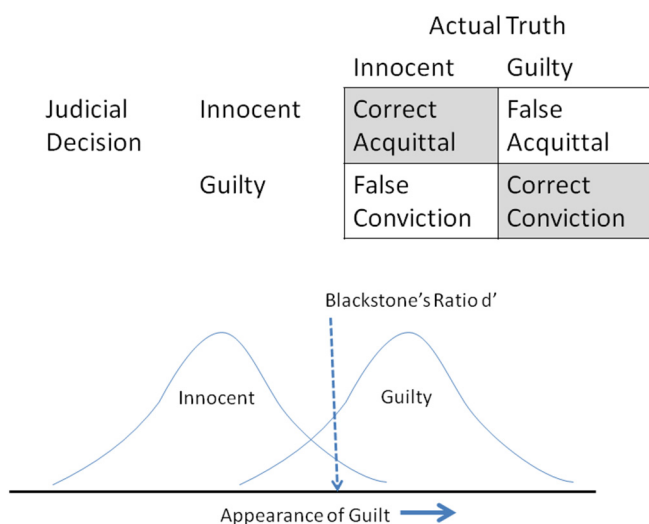 Actual Truth
Innocent Guilty
Judicial Decision
Innocent
Correct Acquittal
False Acquittal
Guilty
False Conviction
Correct Conviction
Blackstone's Ratio d'
Innocent
Guilty
Appearance of Guilt